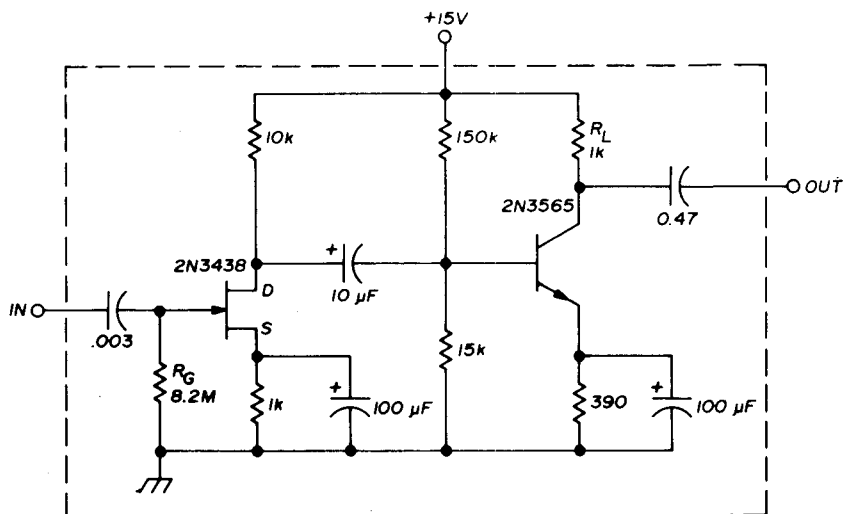 +15V
10k
150k
R_L
1k
OUT
2N3565
0.47
2N3438
D
+
10 µF
IN
S
.003
R_G
8.2M
1k
+
100 µF
15k
390
+
100 µF